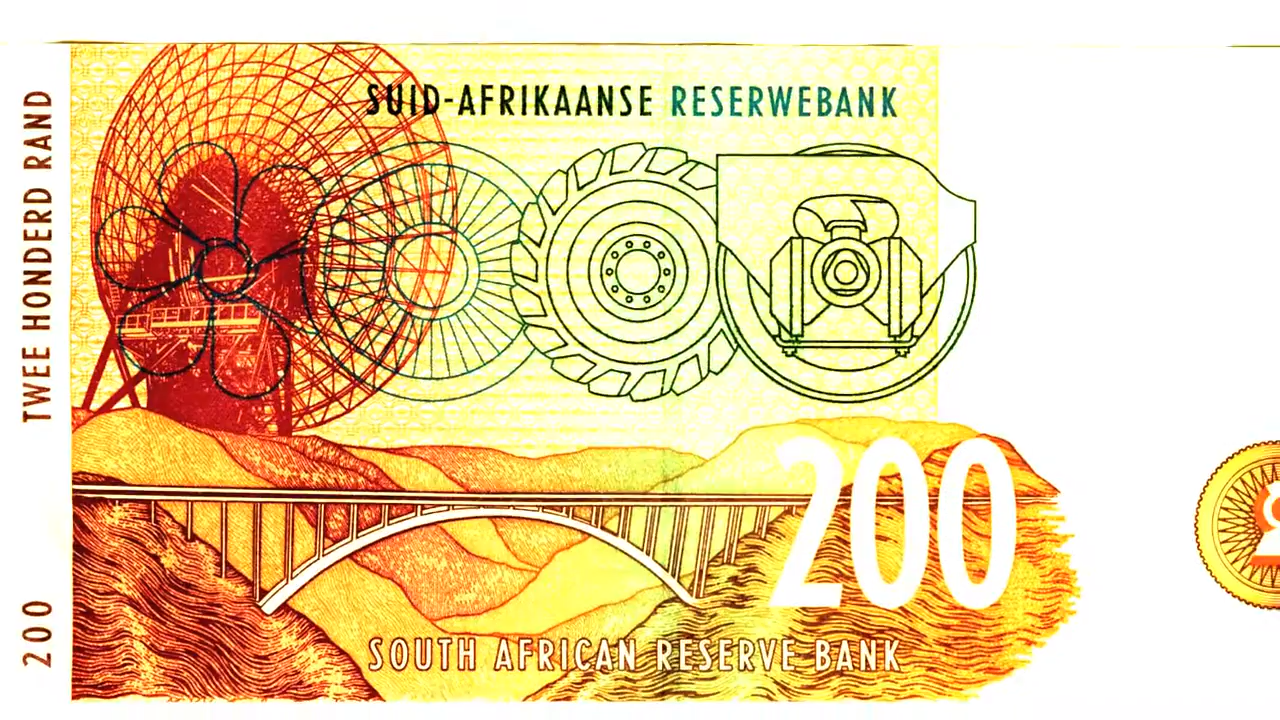 SUID-AFRIKAANSE RESERWEBANK
TWEE HONDERD RAND
200
200
SOUTH AFRICAN RESERVE BANK